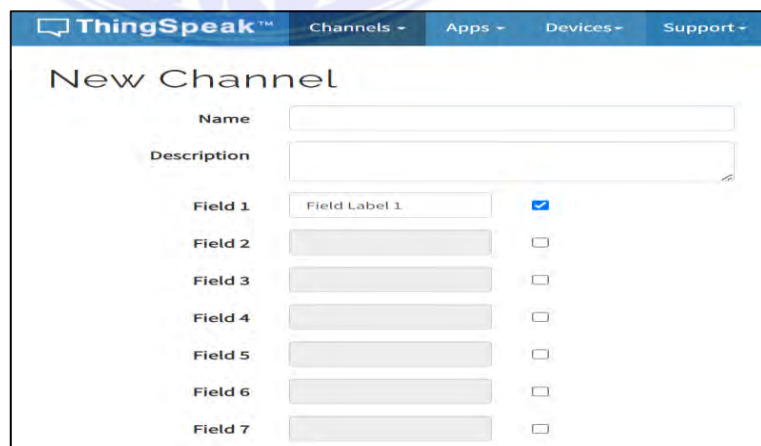 ThingSpeak™ Channels Apps Devices Support
New Channel
Name
Description
Field 1 Field Label 1
Field 2
Field 3
Field 4
Field 5
Field 6
Field 7